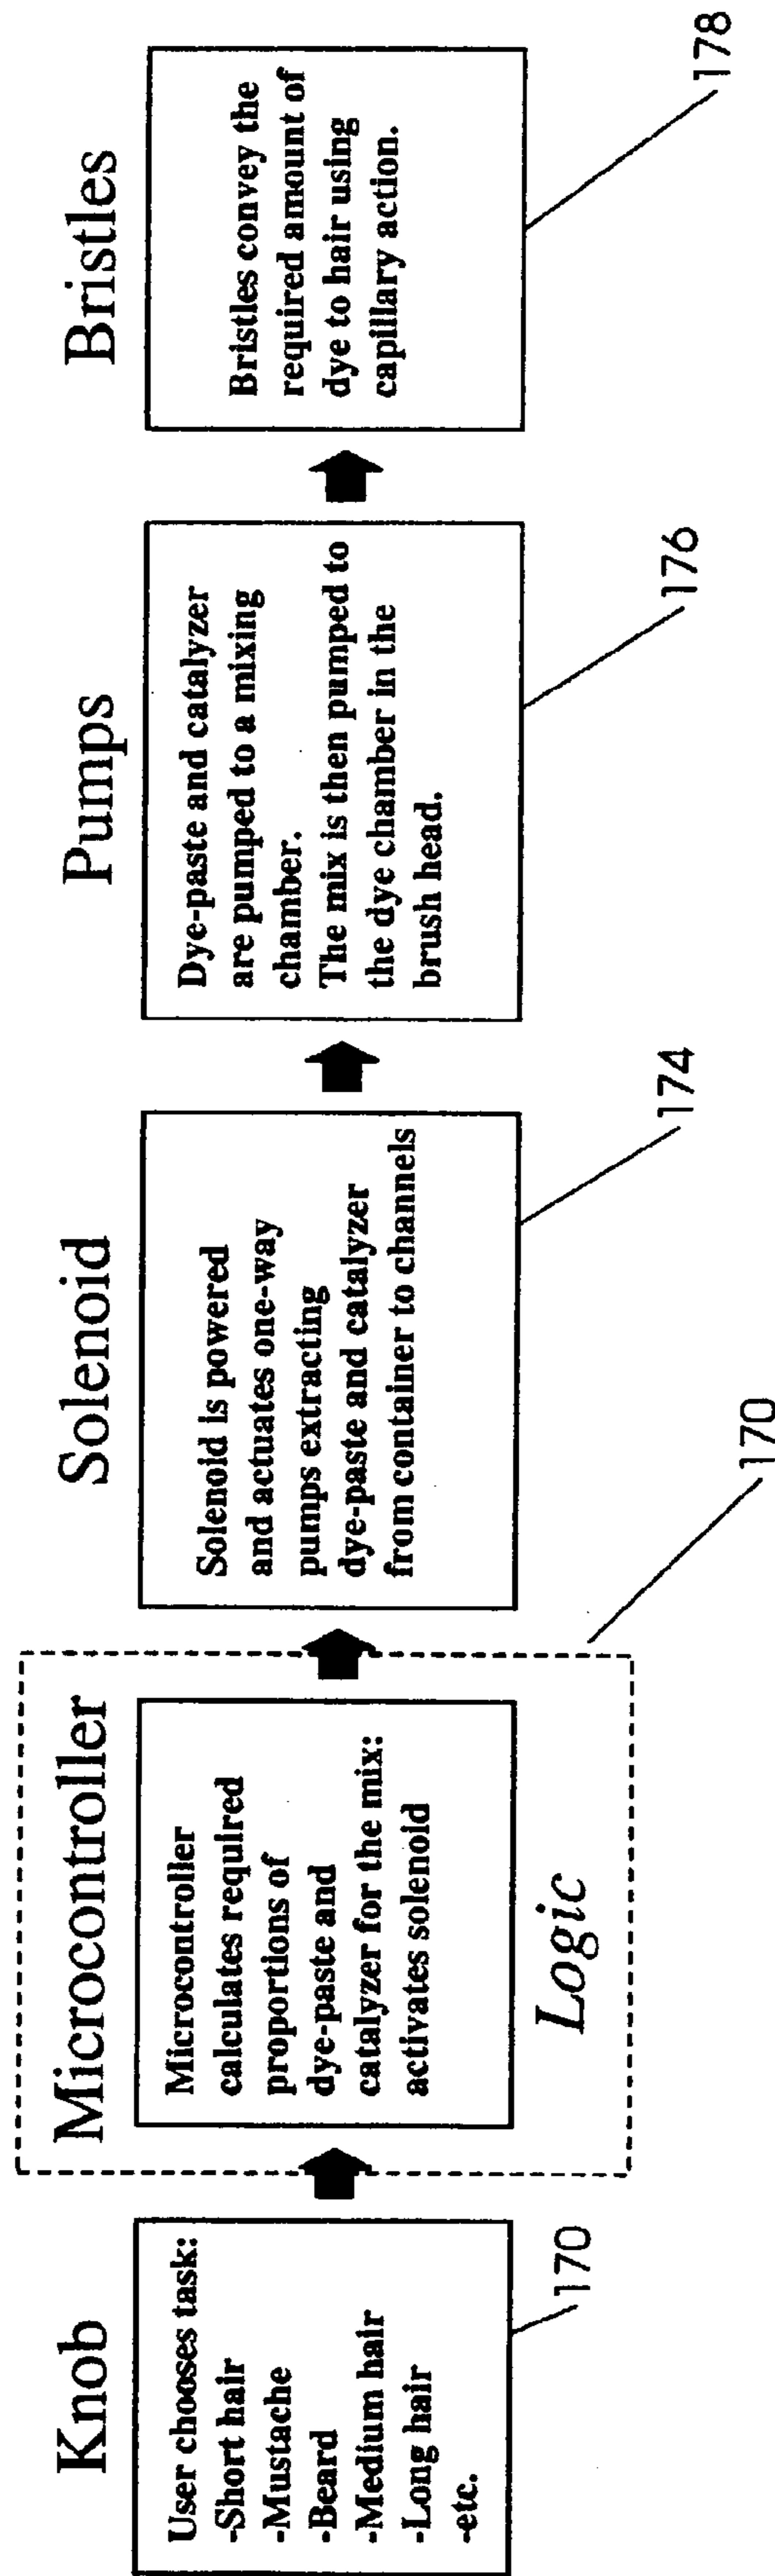 Knob
User chooses task:
-Short hair
-Mustache
-Beard
-Medium hair
-Long hair
-etc.
170
Microcontroller
Microcontroller
calculates required
proportions of
dye-paste and
catalyzer for the mix:
activates solenoid
Logic
170
Solenoid
Solenoid is powered
and actuates one-way
pumps extracting
dye-paste and catalyzer
from container to channels
174
Pumps
Dye-paste and catalyzer
are pumped to a mixing
chamber.
The mix is then pumped to
the dye chamber in the
brush head.
176
Bristles
Bristles convey the
required amount of
dye to hair using
capillary action.
178